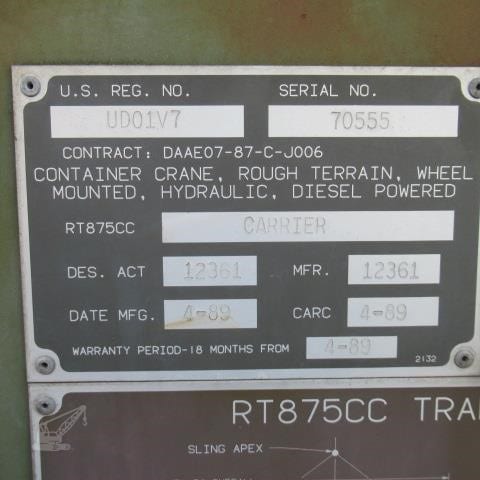 U.S. REG. NO. SERIAL NO.
UD01V7 70555
CONTRACT: DAAE07-87-C-J006
CONTAINER CRANE, ROUGH TERRAIN, WHEEL
MOUNTED, HYDRAULIC, DIESEL POWERED
RT875CC CARRIER
DES. ACT 12361 MFR. 12361
DATE MFG. 4-89 CARC 4-89
WARRANTY PERIOD-18 MONTHS FROM 4-89
2132
RT875CC TRA
SLING APEX